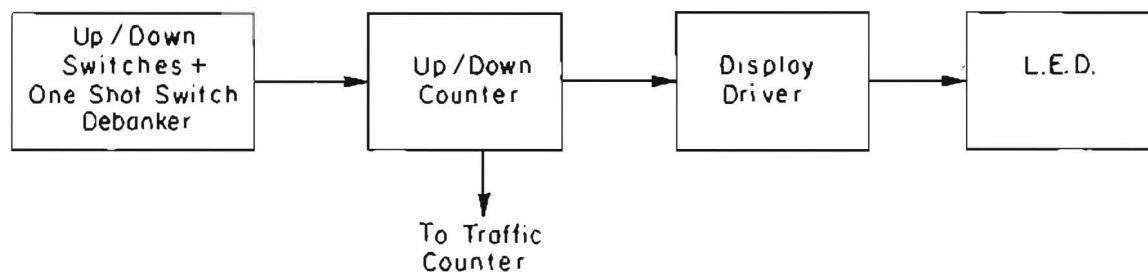 Up/Down
Switches +
One Shot Switch
Debanker
Up/Down
Counter
Display
Driver
L.E.D.
To Traffic
Counter